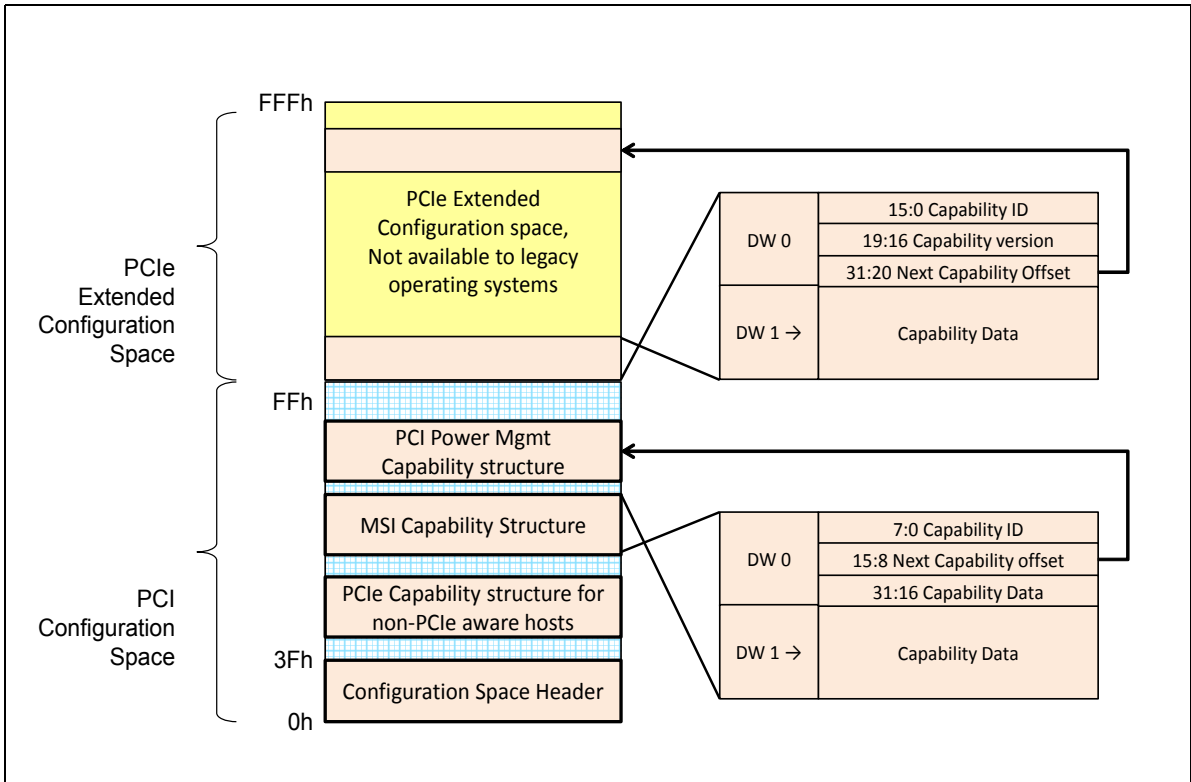 FFFh
PCIe Extended
Configuration space,
Not available to legacy
operating systems
PCIe
Extended
Configuration
Space
DW 0
15:0 Capability ID
19:16 Capability version
31:20 Next Capability Offset
DW 1 →
Capability Data
FFh
PCI Power Mgmt
Capability structure
MSI Capability Structure
PCIe Capability structure for
non-PCIe aware hosts
PCI
Configuration
Space
3Fh
Configuration Space Header
0h
DW 0
7:0 Capability ID
15:8 Next Capability offset
31:16 Capability Data
DW 1 →
Capability Data